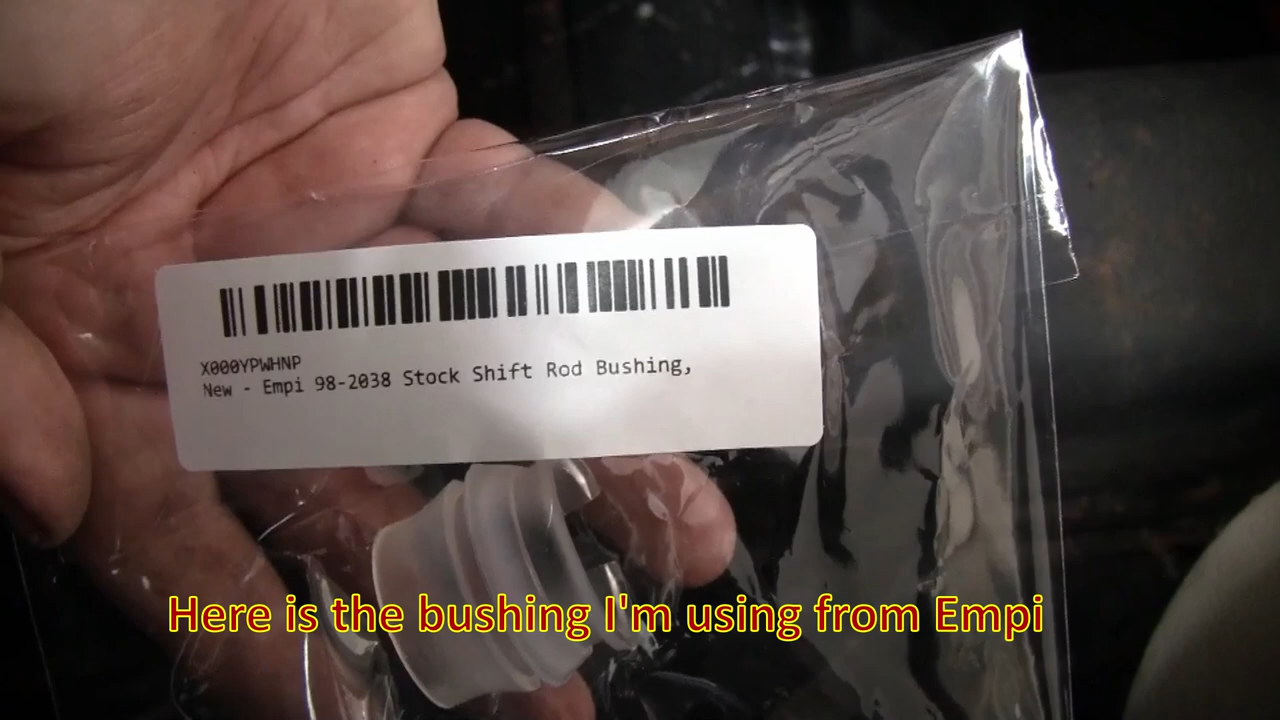 X000YPWHNP
New - Empi 98-2038 Stock Shift Rod Bushing,
Here is the bushing I'm using from Empi